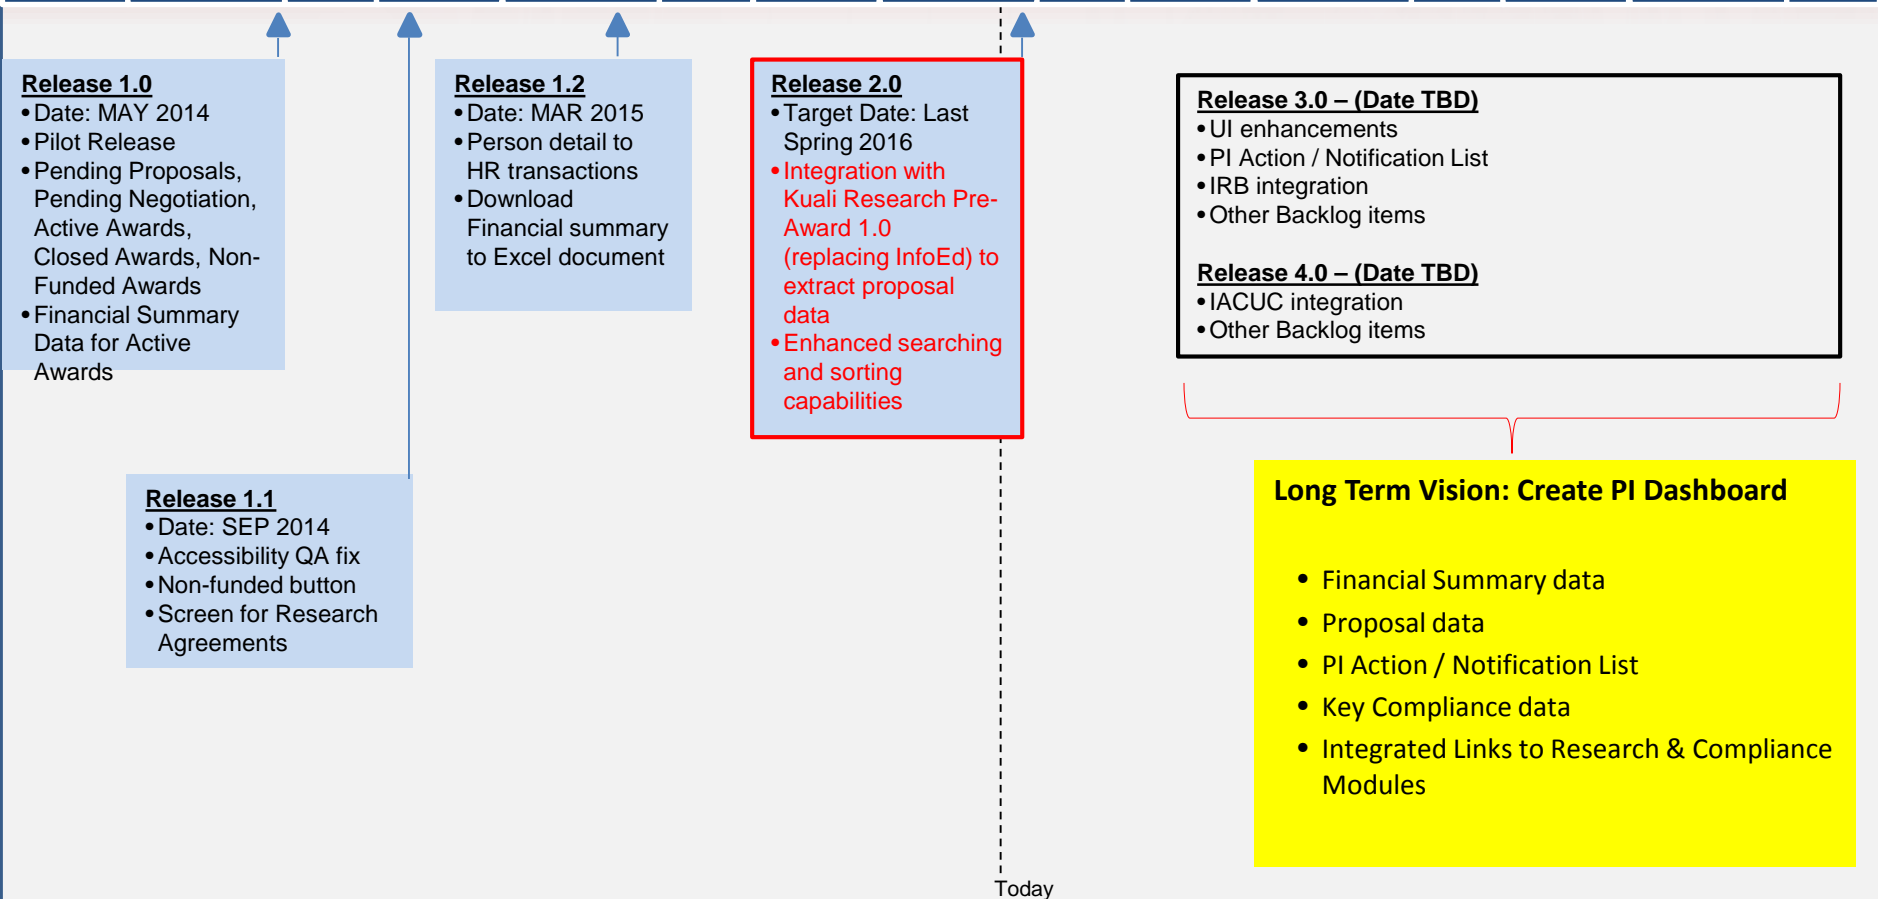 Release 1.0
• Date: MAY 2014
• Pilot Release
• Pending Proposals,
Pending Negotiation,
Active Awards,
Closed Awards, Non-
Funded Awards
• Financial Summary
Data for Active
Awards
Release 1.1
• Date: SEP 2014
• Accessibility QA fix
• Non-funded button
• Screen for Research
Agreements
Release 1.2
• Date: MAR 2015
• Person detail to
HR transactions
• Download
Financial summary
to Excel document
Release 2.0
• Target Date: Last
Spring 2016
• Integration with
Kuali Research Pre-
Award 1.0
(replacing InfoEd) to
extract proposal
data
• Enhanced searching
and sorting
capabilities
Release 3.0 – (Date TBD)
• UI enhancements
• PI Action / Notification List
• IRB integration
• Other Backlog items
Release 4.0 – (Date TBD)
• IACUC integration
• Other Backlog items
Long Term Vision: Create PI Dashboard
• Financial Summary data
• Proposal data
• PI Action / Notification List
• Key Compliance data
• Integrated Links to Research & Compliance
Modules
Today